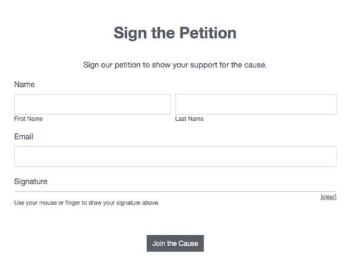 Sign the Petition
Sign our petition to show your support for the cause.
Name
First Name Last Name
Email
Signature
[clear]
Use your mouse or finger to draw your signature above.
Join the Cause